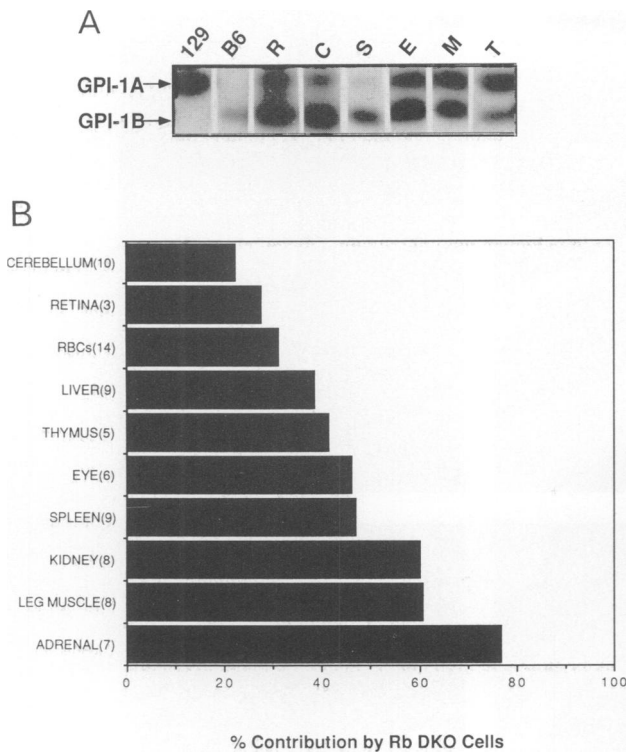 A
129 B6 R C S E M T
GPI-1A
GPI-1B
B
CEREBELLUM(10)
RETINA(3)
RBCs(14)
LIVER(9)
THYMUS(5)
EYE(6)
SPLEEN(9)
KIDNEY(8)
LEG MUSCLE(8)
ADRENAL(7)
0 20 40 60 80 100
% Contribution by Rb DKO Cells